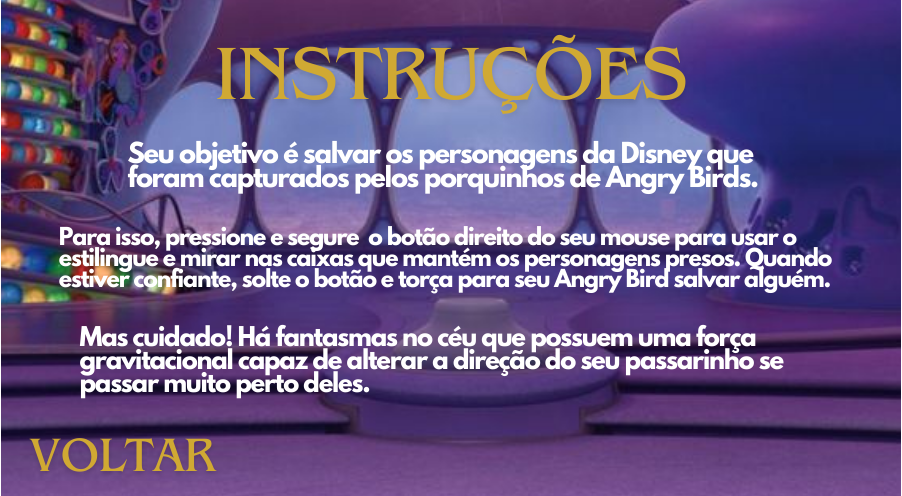 INSTRUÇÕES
Seu objetivo é salvar os personagens da Disney que
foram capturados pelos porquinhos de Angry Birds.
Para isso, pressione e segure o botão direito do seu mouse para usar o
estilingue e mirar nas caixas que mantém os personagens presos. Quando
estiver confiante, solte o botão e torça para seu Angry Bird salvar alguém.
Mas cuidado! Há fantasmas no céu que possuem uma força
gravitacional capaz de alterar a direção do seu passarinho se
passar muito perto deles.
VOLTAR